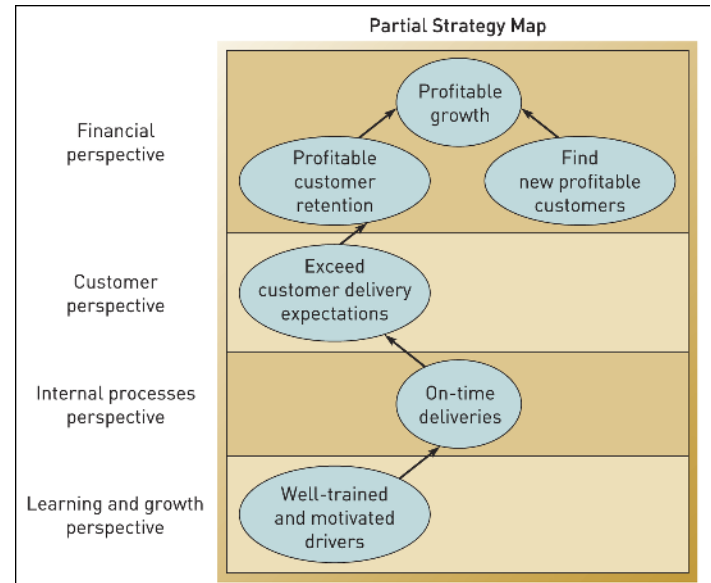 Partial Strategy Map
Financial
perspective
Profitable
growth
Profitable
customer
retention
Find
new profitable
customers
Customer
perspective
Exceed
customer delivery
expectations
Internal processes
perspective
On-time
deliveries
Learning and growth
perspective
Well-trained
and motivated
drivers